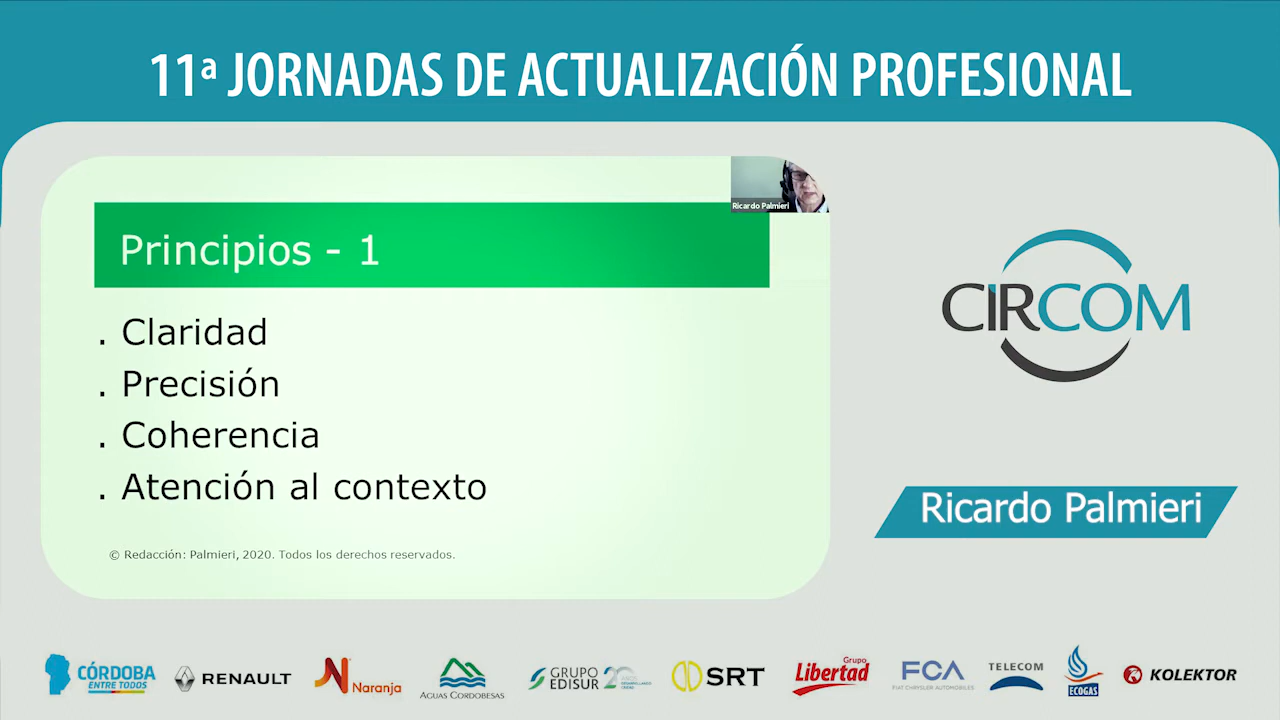 11ª JORNADAS DE ACTUALIZACIÓN PROFESIONAL
Ricardo Palmieri
Principios - 1
. Claridad
. Precisión
. Coherencia
. Atención al contexto
© Redacción: Palmieri, 2020. Todos los derechos reservados.
CIRCOM
Ricardo Palmieri
CÓRDOBA
ENTRE TODOS
RENAULT
N Naranja
AGUAS CORDOBESAS
GRUPO
EDISUR
SRT
Grupo
Libertad
FCA
FIAT CHRYSLER AUTOMOBILES
TELECOM
ECOGAS
KOLEKTOR